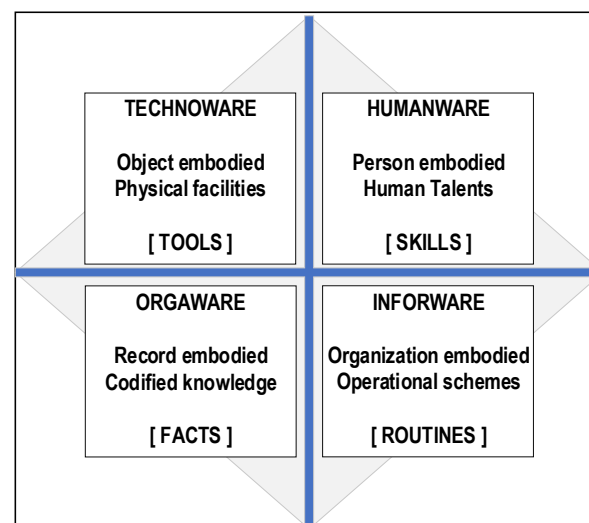 TECHNOWARE
Object embodied
Physical facilities
[ TOOLS ]
HUMANWARE
Person embodied
Human Talents
[ SKILLS ]
ORGAWARE
Record embodied
Codified knowledge
[ FACTS ]
INFORWARE
Organization embodied
Operational schemes
[ ROUTINES ]